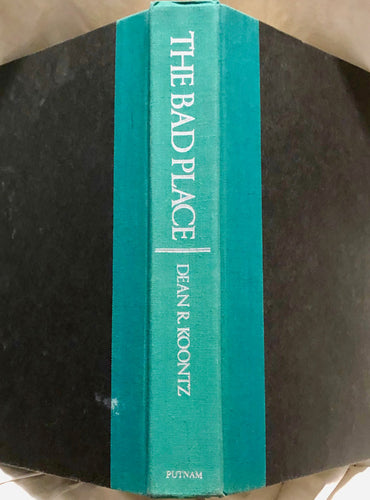 THE BAD PLACE
DEAN R. KOONTZ
PUTNAM